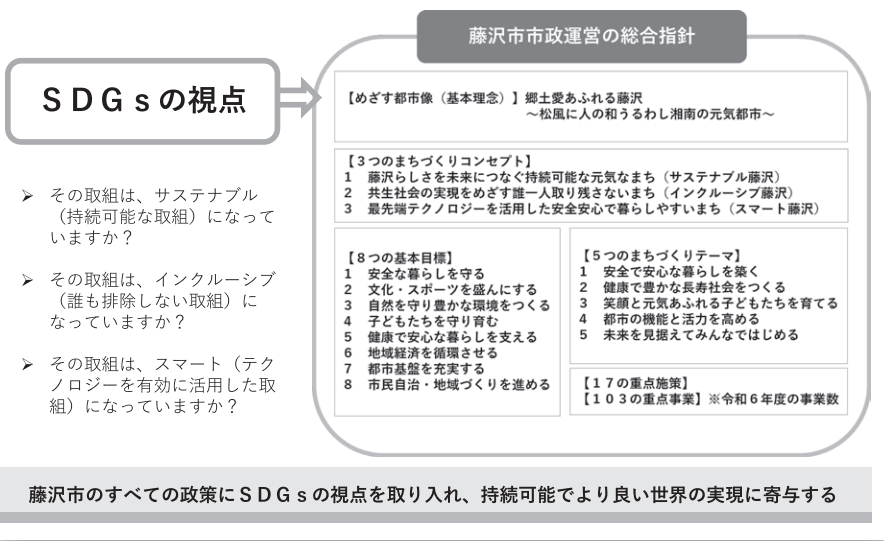 藤沢市市政運営の総合指針
SDGsの視点
【めざす都市像（基本理念）】郷土愛あふれる藤沢
～松風に人の和うるわし湘南の元気都市～
【３つのまちづくりコンセプト】
1　藤沢らしさを未来につなぐ持続可能な元気なまち（サステナブル藤沢）
2　共生社会の実現をめざす誰一人取り残さないまち（インクルーシブ藤沢）
3　最先端テクノロジーを活用した安全安心で暮らしやすいまち（スマート藤沢）
➢ その取組は、サステナブル
（持続可能な取組）になって
いますか？
➢ その取組は、インクルーシブ
（誰も排除しない取組）に
なっていますか？
➢ その取組は、スマート（テク
ノロジーを有効に活用した取
組）になっていますか？
【８つの基本目標】
1　安全な暮らしを守る
2　文化・スポーツを盛んにする
3　自然を守り豊かな環境をつくる
4　子どもたちを守り育む
5　健康で安心な暮らしを支える
6　地域経済を循環させる
7　都市基盤を充実する
8　市民自治・地域づくりを進める
【５つのまちづくりテーマ】
1　安全で安心な暮らしを築く
2　健康で豊かな長寿社会をつくる
3　笑顔と元気あふれる子どもたちを育てる
4　都市の機能と活力を高める
5　未来を見据えてみんなではじめる
【１７の重点施策】
【１０３の重点事業】※令和６年度の事業数
藤沢市のすべての政策にＳＤＧｓの視点を取り入れ、持続可能でより良い世界の実現に寄与する